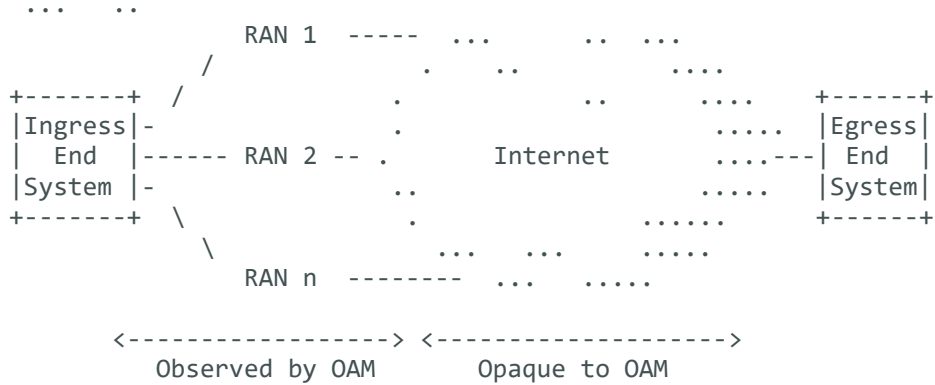 ... ..
RAN 1 ----- ... .. ...
/ . .. ....
+-------+ / . .. .... +------+
|Ingress|- . ..... |Egress|
| End |------ RAN 2 -- . Internet ....---| End |
|System |- .. ..... |System|
+-------+ \ . ...... +------+
\ ... ... .....
RAN n -------- ... .....
<------------------> <-------------------->
Observed by OAM Opaque to OAM